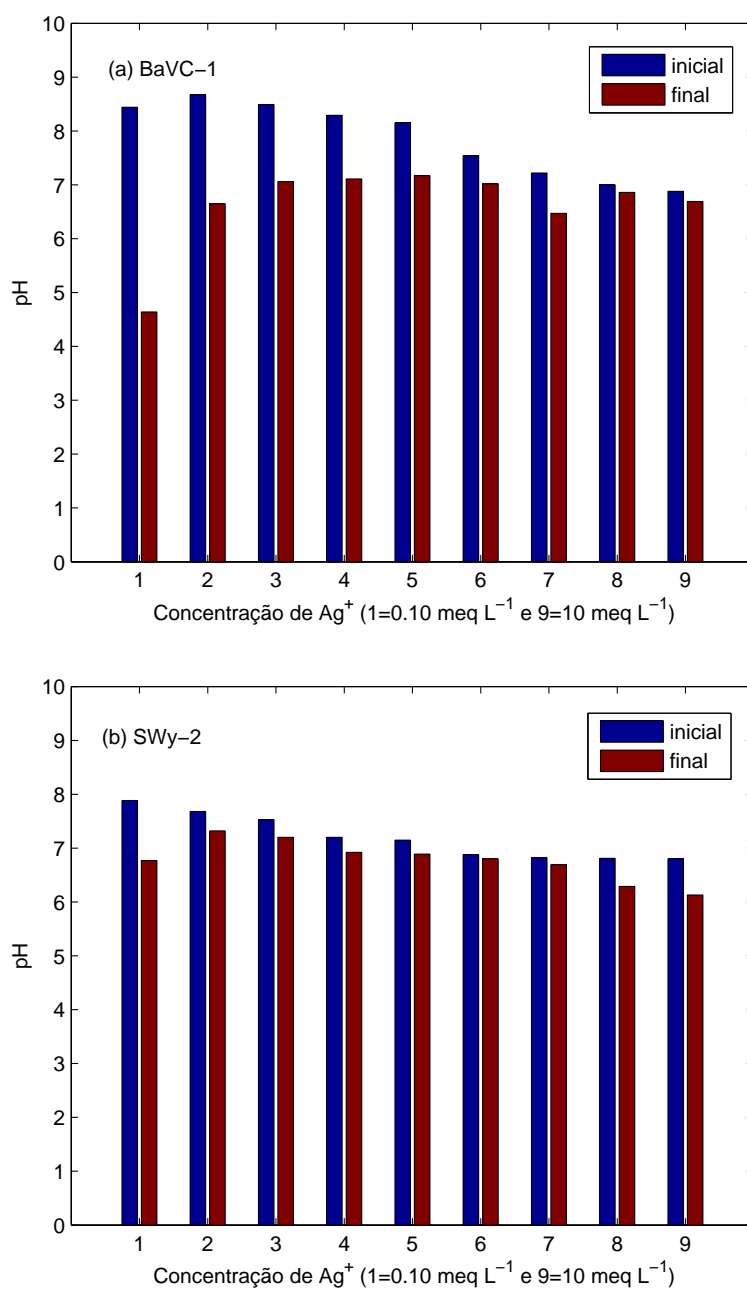 10
9
8
7
6
5
4
3
2
1
0
pH
(a) BaVC−1
inicial
final
1 2 3 4 5 6 7 8 9
Concentração de Ag⁺ (1=0.10 meq L⁻¹ e 9=10 meq L⁻¹)
10
9
8
7
6
5
4
3
2
1
0
pH
(b) SWy−2
inicial
final
1 2 3 4 5 6 7 8 9
Concentração de Ag⁺ (1=0.10 meq L⁻¹ e 9=10 meq L⁻¹)